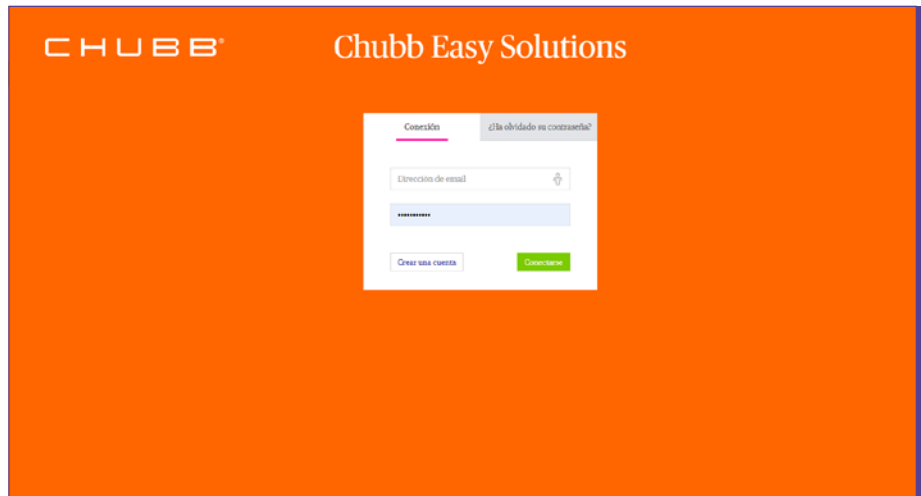 CHUBB®
Chubb Easy Solutions
Conexión
¿Ha olvidado su contraseña?
Dirección de email
•••••••••••
Crear una cuenta
Conectarse